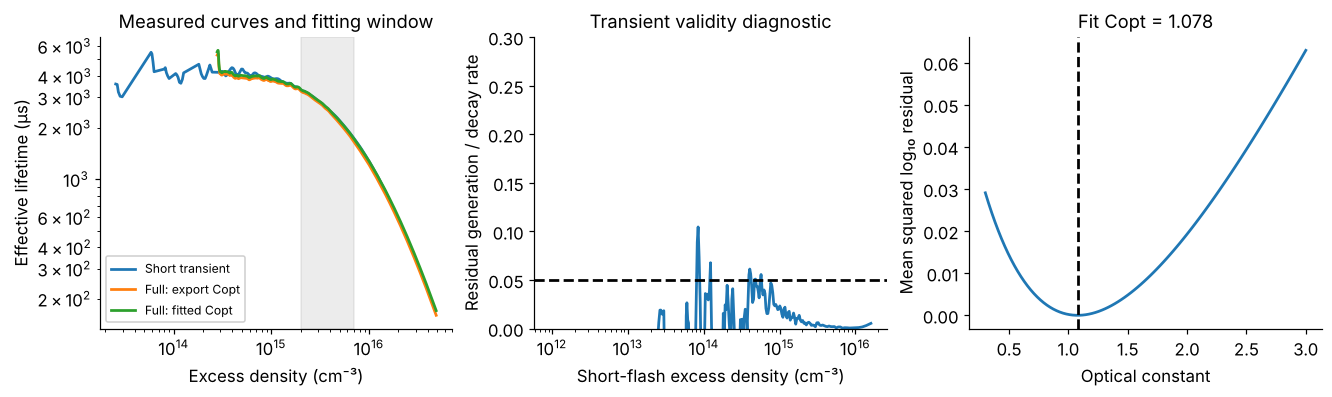 Measured curves and fitting window
Effective lifetime (μs)
6 × 10³
4 × 10³
3 × 10³
2 × 10³
10³
6 × 10²
4 × 10²
3 × 10²
2 × 10²
Short transient
Full: export Copt
Full: fitted Copt
10¹⁴ 10¹⁵ 10¹⁶
Excess density (cm⁻³)
Transient validity diagnostic
Residual generation / decay rate
0.30
0.25
0.20
0.15
0.10
0.05
0.00
10¹² 10¹³ 10¹⁴ 10¹⁵ 10¹⁶
Short-flash excess density (cm⁻³)
Fit Copt = 1.078
Mean squared log₁₀ residual
0.06
0.05
0.04
0.03
0.02
0.01
0.00
0.5 1.0 1.5 2.0 2.5 3.0
Optical constant